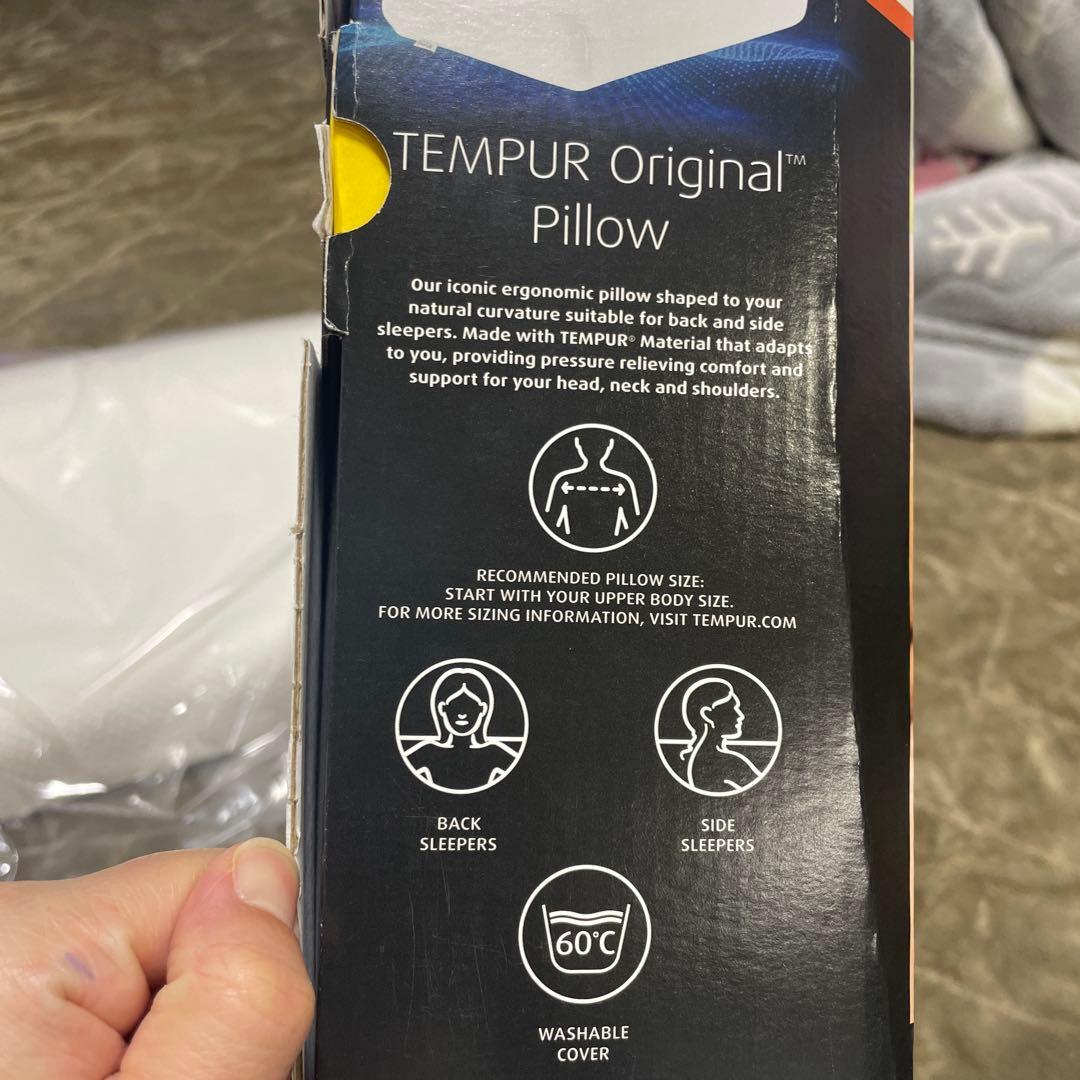 TEMPUR Original™
Pillow
Our iconic ergonomic pillow shaped to your
natural curvature suitable for back and side
sleepers. Made with TEMPUR® Material that adapts
to you, providing pressure relieving comfort and
support for your head, neck and shoulders.
RECOMMENDED PILLOW SIZE:
START WITH YOUR UPPER BODY SIZE.
FOR MORE SIZING INFORMATION, VISIT TEMPUR.COM
BACK
SLEEPERS
SIDE
SLEEPERS
60°C
WASHABLE
COVER